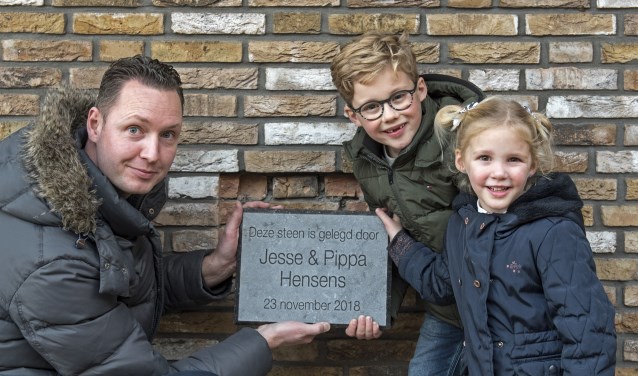 Deze steen is gelegd door
Jesse & Pippa
Hensens
23 november 2018